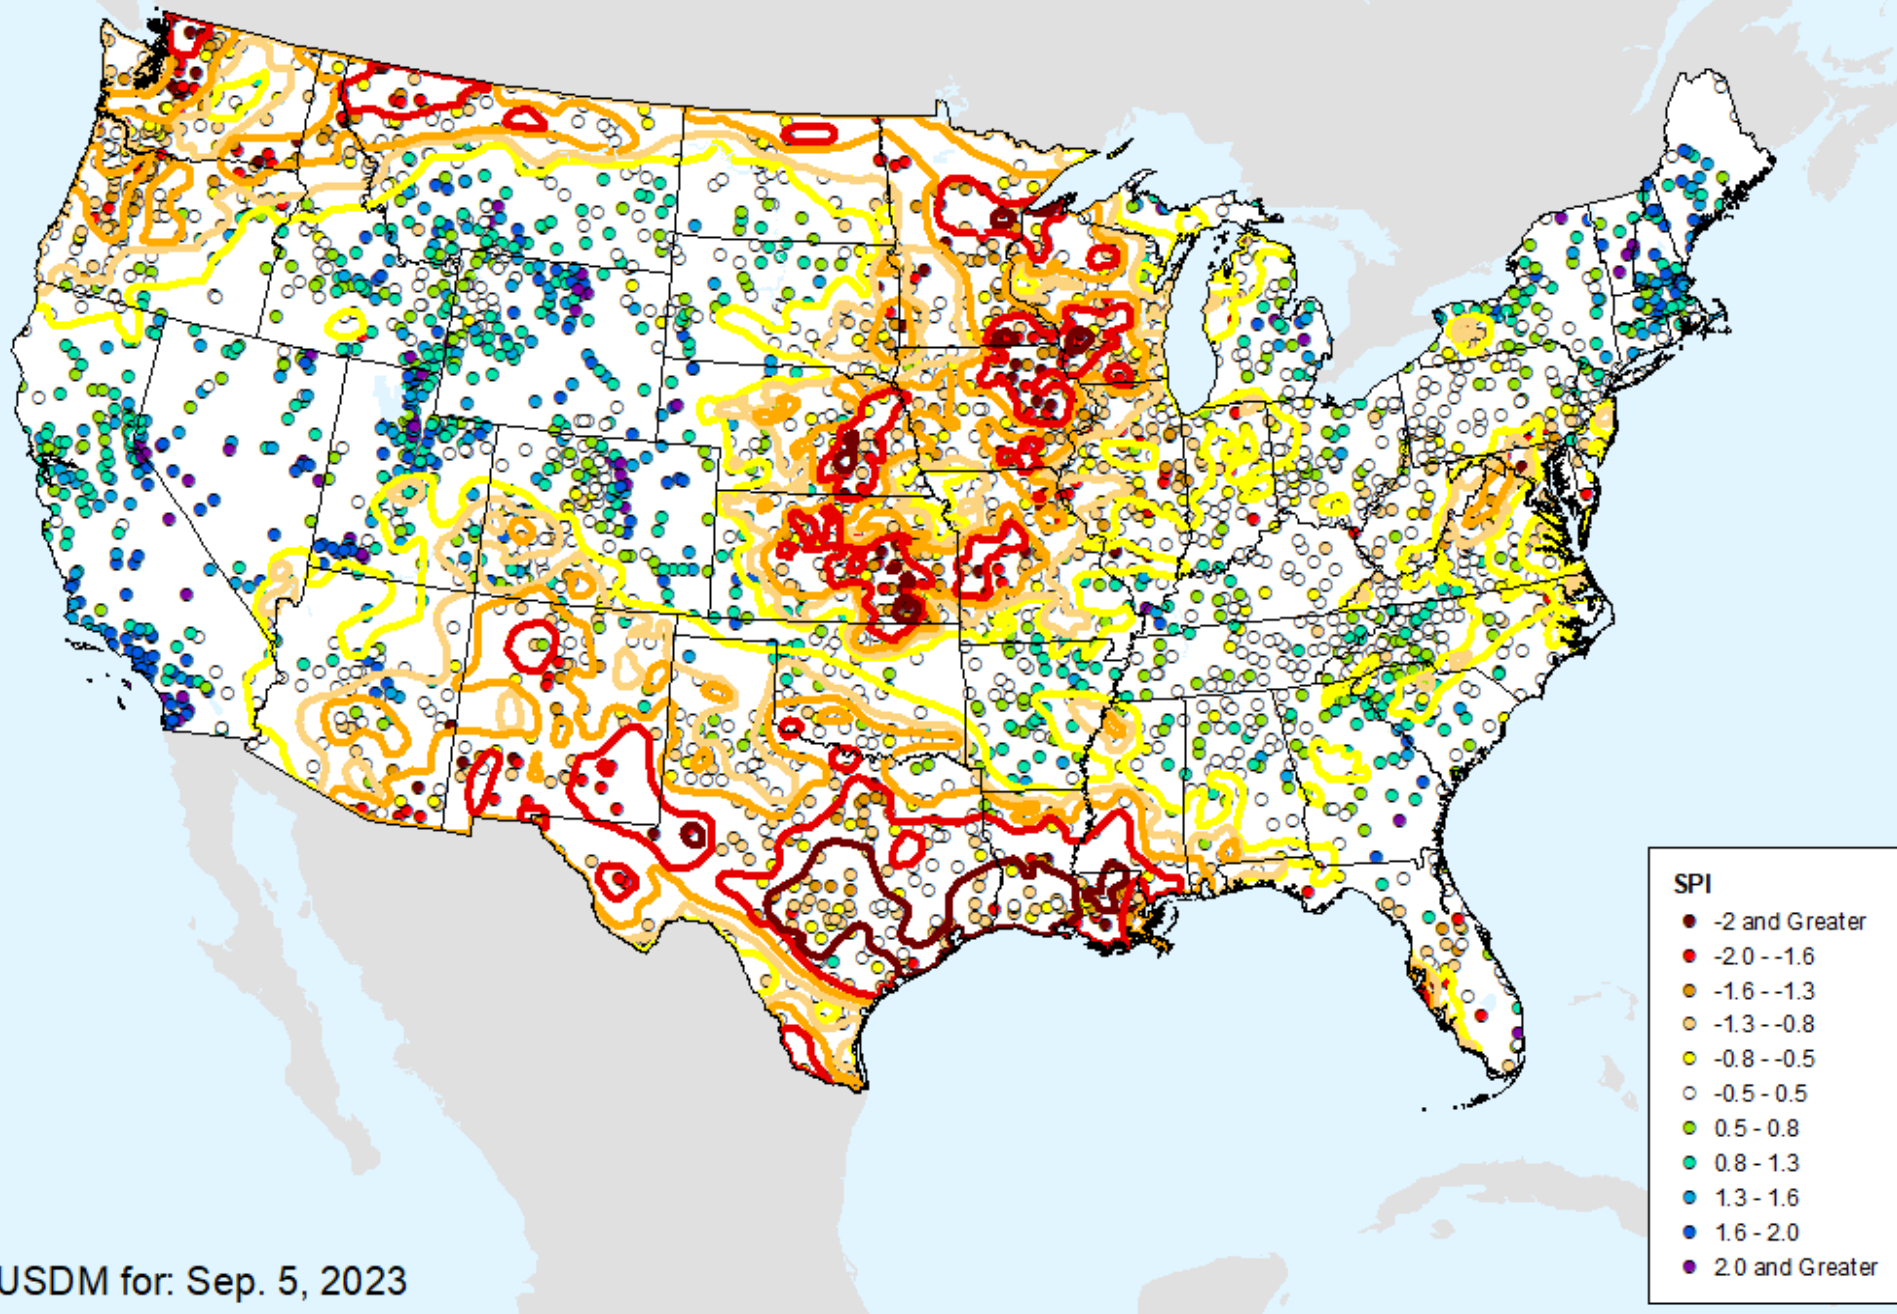 SPI
-2 and Greater
-2.0 - -1.6
-1.6 - -1.3
-1.3 - -0.8
-0.8 - -0.5
-0.5 - 0.5
0.5 - 0.8
0.8 - 1.3
1.3 - 1.6
1.6 - 2.0
2.0 and Greater
USDM for: Sep. 5, 2023